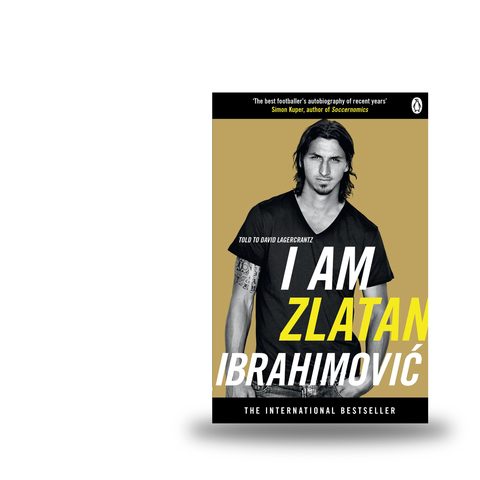 'The best footballer's autobiography of recent years'
Simon Kuper, author of Soccernomics
TOLD TO DAVID LAGERCRANTZ
I AM
ZLATAN
IBRAHIMOVIĆ
THE INTERNATIONAL BESTSELLER